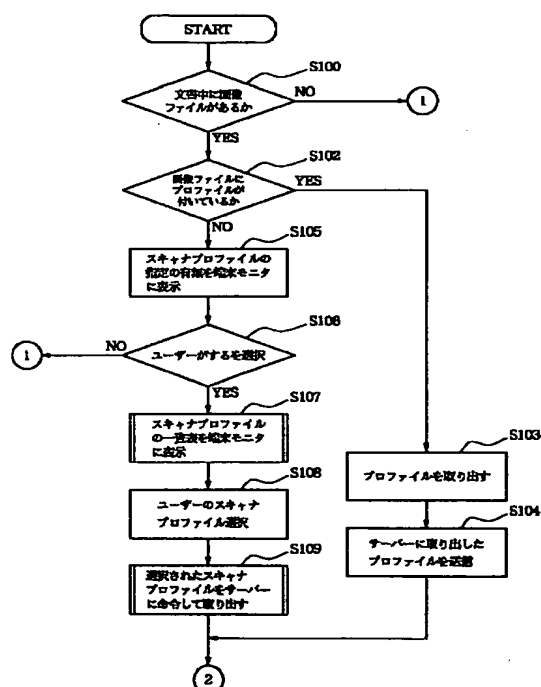 START
S100
文書中に画像
ファイルがあるか
NO
1
YES
S102
画像ファイルに
プロファイルが
付いているか
YES
NO
S105
スキャナプロファイルの
指定の有無を端末モニタ
に表示
S106
ユーザーがするを選択
NO
1
YES
S107
スキャナプロファイル
の一覧表を端末モニタ
に表示
S103
プロファイルを取り出す
S108
ユーザーのスキャナ
プロファイル選択
S104
サーバーに取り出した
プロファイルを送信
S109
選択されたスキャナ
プロファイルをサーバー
に命令して取り出す
2